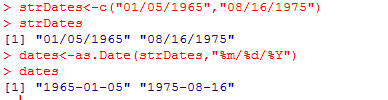 > strDates<-c("01/05/1965","08/16/1975")
> strDates
[1] "01/05/1965" "08/16/1975"
> dates<-as.Date(strDates,"%m/%d/%Y")
> dates
[1] "1965-01-05" "1975-08-16"